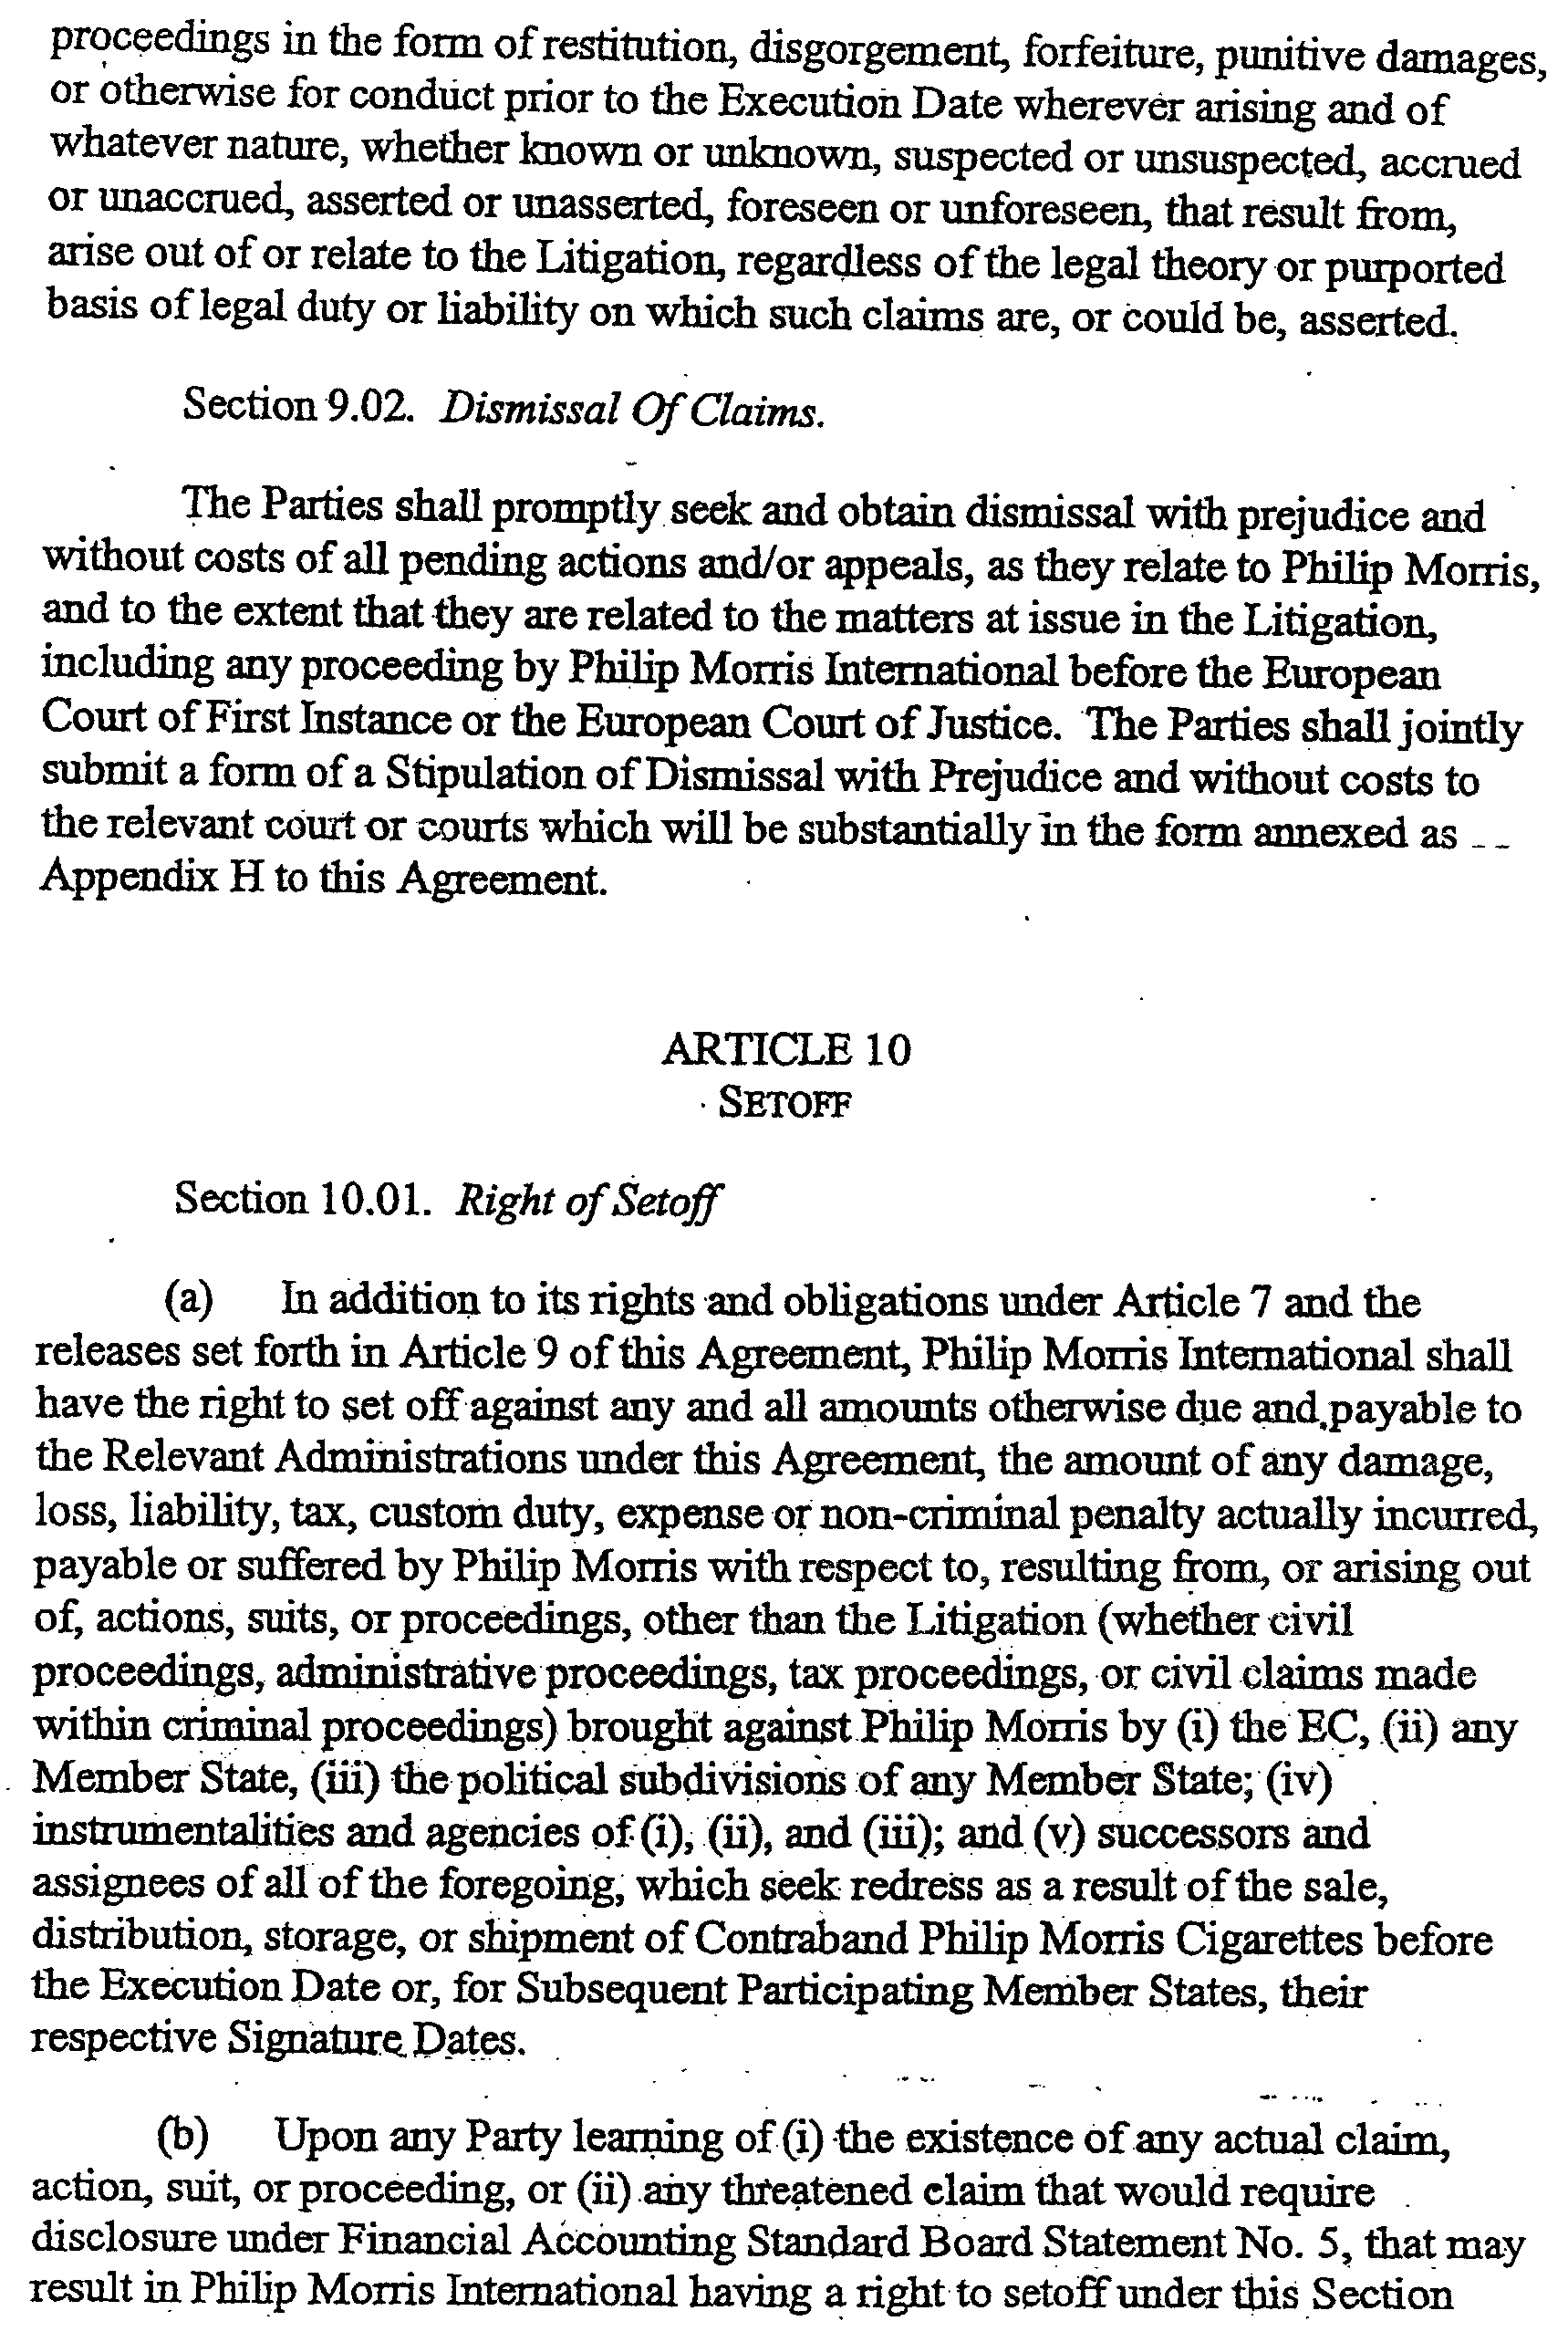 proceedings in the form of restitution, disgorgement, forfeiture, punitive damages,
or otherwise for conduct prior to the Execution Date wherever arising and of
whatever nature, whether known or unknown, suspected or unsuspected, accrued
or unaccrued, asserted or unasserted, foreseen or unforeseen, that result from,
arise out of or relate to the Litigation, regardless of the legal theory or purported
basis of legal duty or liability on which such claims are, or could be, asserted.
Section 9.02. Dismissal Of Claims.
The Parties shall promptly seek and obtain dismissal with prejudice and
without costs of all pending actions and/or appeals, as they relate to Philip Morris,
and to the extent that they are related to the matters at issue in the Litigation,
including any proceeding by Philip Morris International before the European
Court of First Instance or the European Court of Justice. The Parties shall jointly
submit a form of a Stipulation of Dismissal with Prejudice and without costs to
the relevant court or courts which will be substantially in the form annexed as
Appendix H to this Agreement.
ARTICLE 10
SETOFF
Section 10.01. Right of Setoff
(a) In addition to its rights and obligations under Article 7 and the
releases set forth in Article 9 of this Agreement, Philip Morris International shall
have the right to set off against any and all amounts otherwise due and payable to
the Relevant Administrations under this Agreement, the amount of any damage,
loss, liability, tax, custom duty, expense or non-criminal penalty actually incurred,
payable or suffered by Philip Morris with respect to, resulting from, or arising out
of, actions, suits, or proceedings, other than the Litigation (whether civil
proceedings, administrative proceedings, tax proceedings, or civil claims made
within criminal proceedings) brought against Philip Morris by (i) the EC, (ii) any
Member State, (iii) the political subdivisions of any Member State; (iv)
instrumentalities and agencies of (i), (ii), and (iii); and (v) successors and
assignees of all of the foregoing, which seek redress as a result of the sale,
distribution, storage, or shipment of Contraband Philip Morris Cigarettes before
the Execution Date or, for Subsequent Participating Member States, their
respective Signature Dates.
(b) Upon any Party learning of (i) the existence of any actual claim,
action, suit, or proceeding, or (ii) any threatened claim that would require
disclosure under Financial Accounting Standard Board Statement No. 5, that may
result in Philip Morris International having a right to setoff under this Section